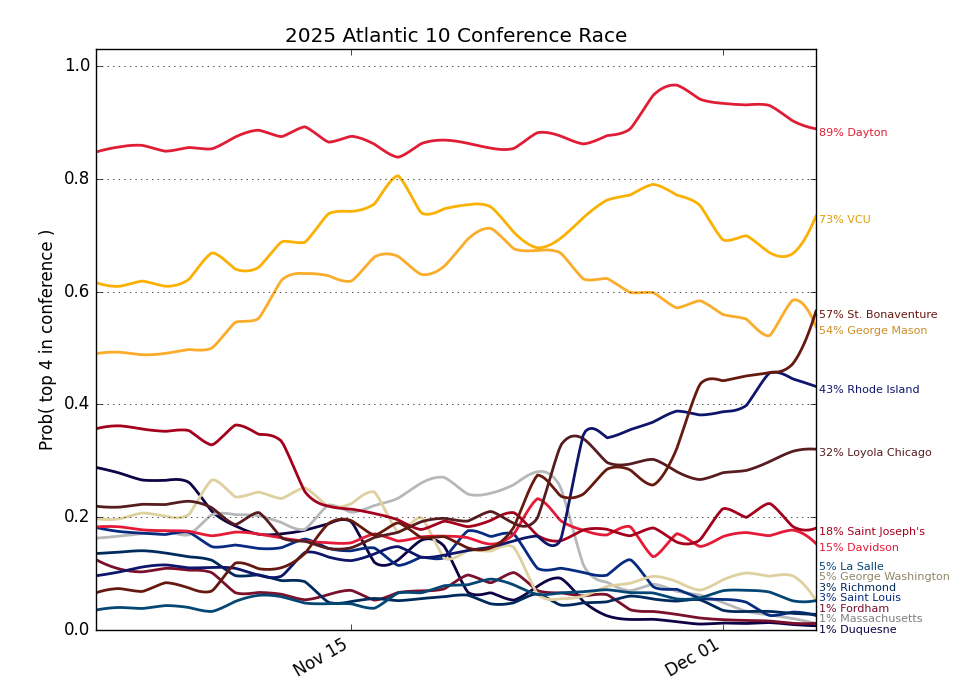 2025 Atlantic 10 Conference Race
1.0
0.8
0.6
0.4
0.2
0.0
Prob( top 4 in conference )
Nov 15
Dec 01
89% Dayton
73% VCU
57% St. Bonaventure
54% George Mason
43% Rhode Island
32% Loyola Chicago
18% Saint Joseph's
15% Davidson
5% La Salle
5% George Washington
3% Richmond
3% Saint Louis
1% Fordham
1% Massachusetts
1% Duquesne